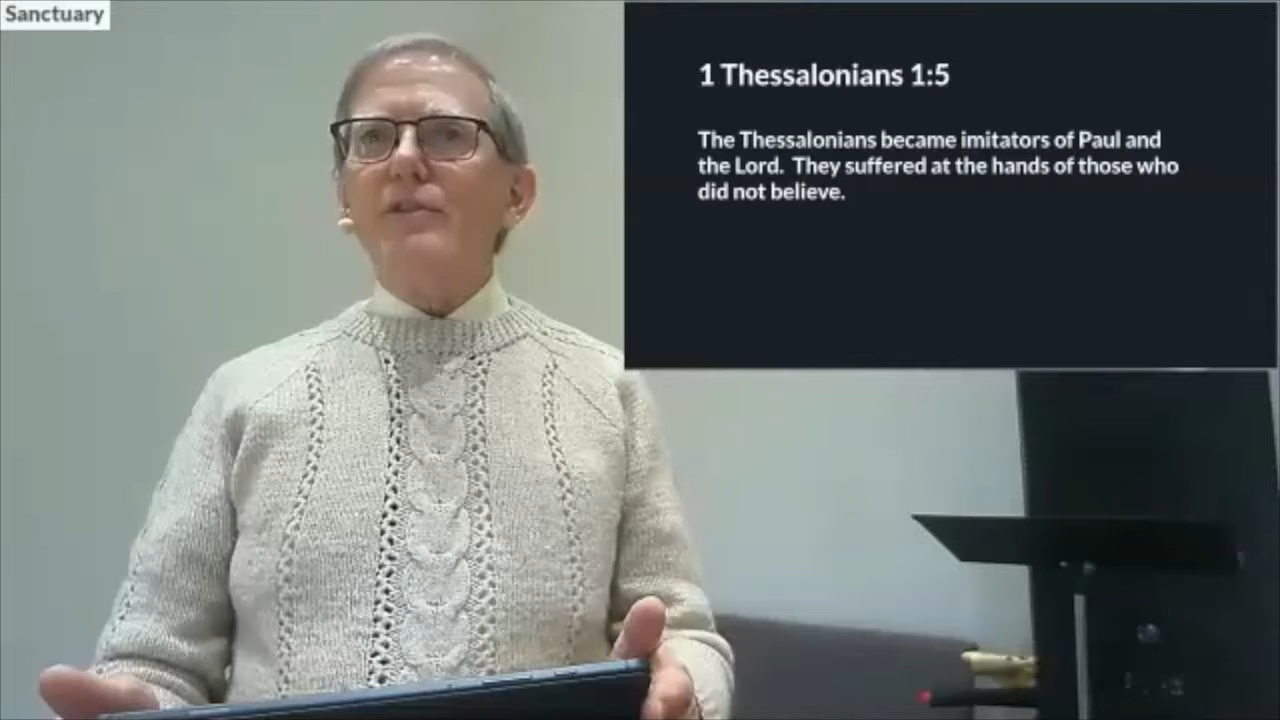 Sanctuary
1 Thessalonians 1:5
The Thessalonians became imitators of Paul and
the Lord.  They suffered at the hands of those who
did not believe.